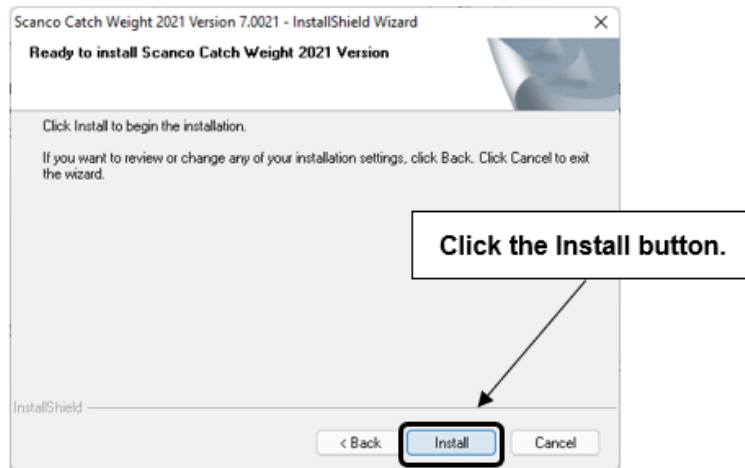 Scanco Catch Weight 2021 Version 7.0021 - InstallShield Wizard
Ready to install Scanco Catch Weight 2021 Version
Click Install to begin the installation.
If you want to review or change any of your installation settings, click Back. Click Cancel to exit
the wizard.
Click the Install button.
InstallShield
< Back
Install
Cancel